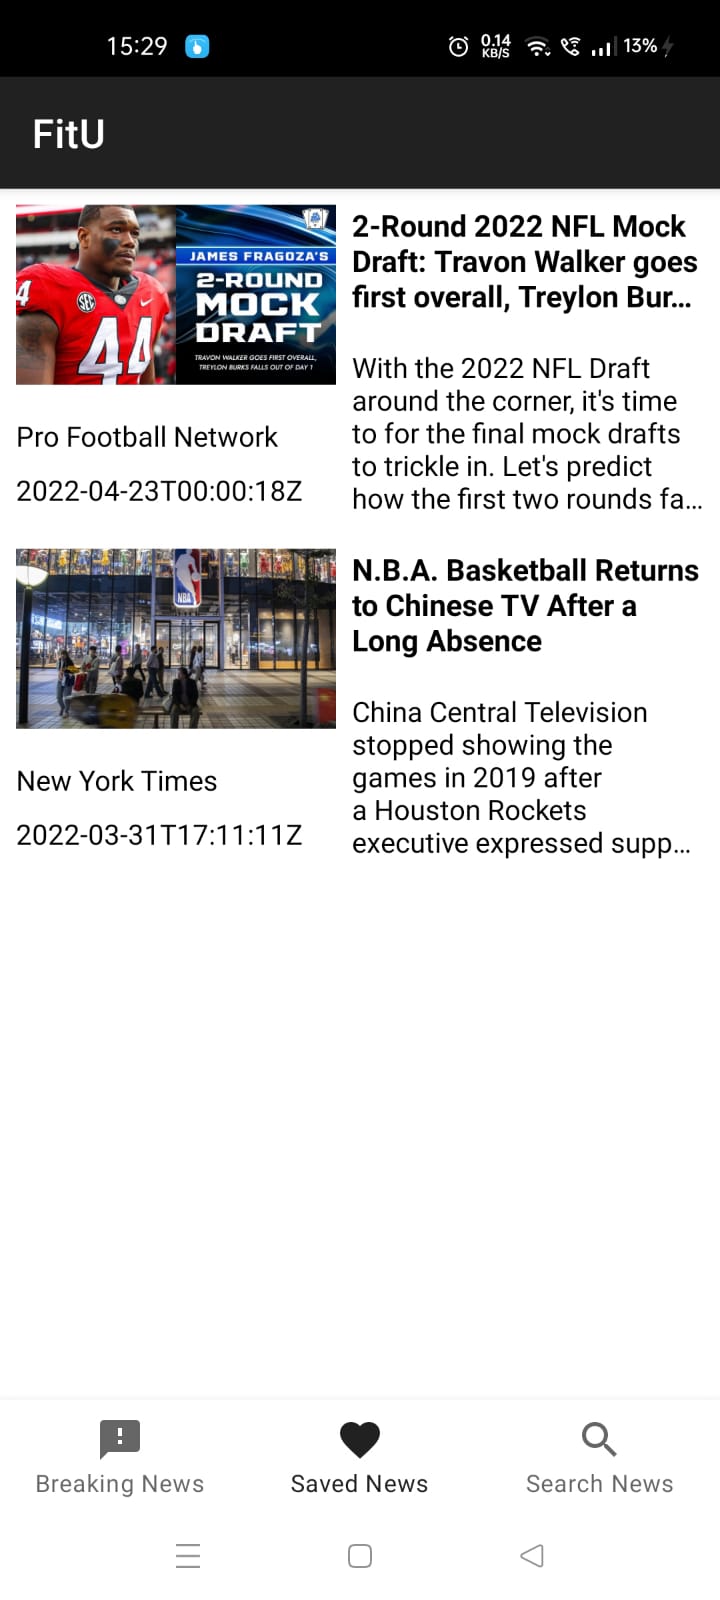 15:29
0.14
KB/S
13%
FitU
4
SEC
44
JAMES FRAGOZA'S
2-ROUND
MOCK
DRAFT
TRAVON WALKER GOES FIRST OVERALL,
TREYLON BURKS FALLS OUT OF DAY 1
2-Round 2022 NFL Mock
Draft: Travon Walker goes
first overall, Treylon Bur...
Pro Football Network
2022-04-23T00:00:18Z
With the 2022 NFL Draft
around the corner, it's time
to for the final mock drafts
to trickle in. Let's predict
how the first two rounds fa...
NBA
New York Times
2022-03-31T17:11:11Z
N.B.A. Basketball Returns
to Chinese TV After a
Long Absence
China Central Television
stopped showing the
games in 2019 after
a Houston Rockets
executive expressed supp...
Breaking News
Saved News
Search News